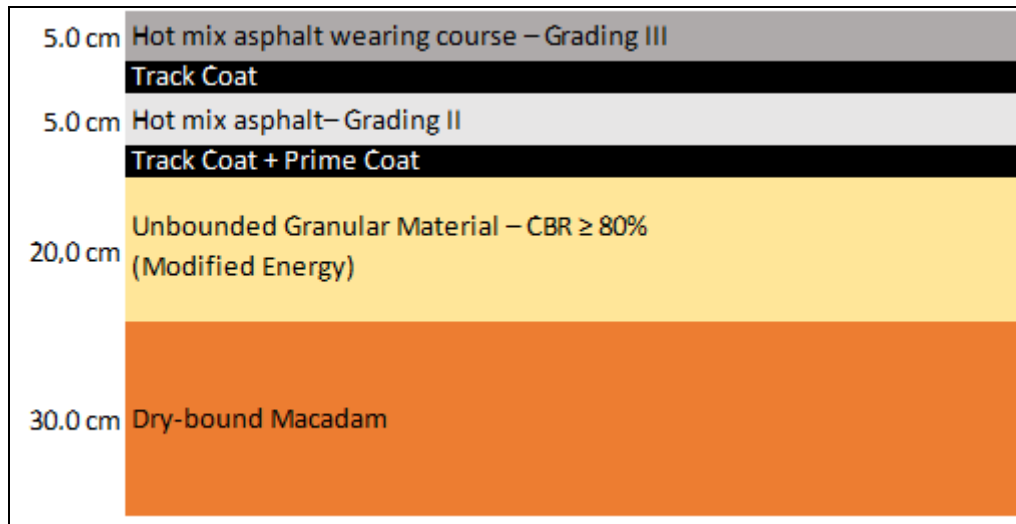 5.0 cm Hot mix asphalt wearing course – Grading III
Track Coat
5.0 cm Hot mix asphalt– Grading II
Track Coat + Prime Coat
20,0 cm
Unbounded Granular Material – CBR ≥ 80%
(Modified Energy)
30.0 cm Dry-bound Macadam